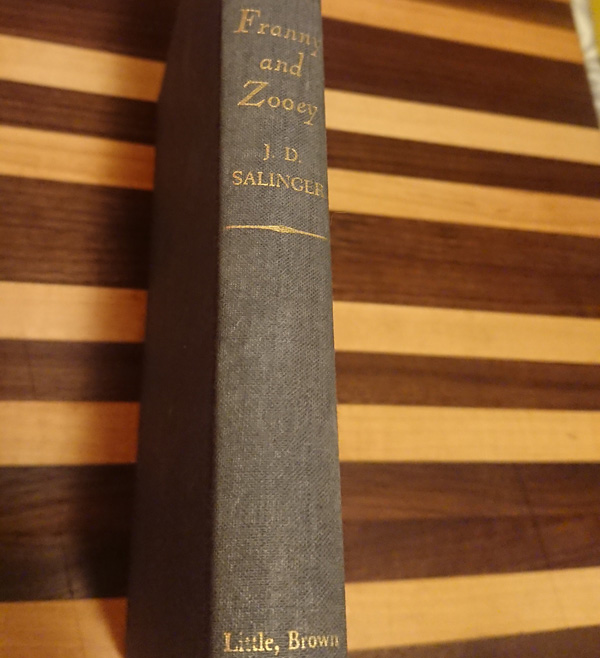 Franny
and
Zooey
J. D.
SALINGER
Little, Brown